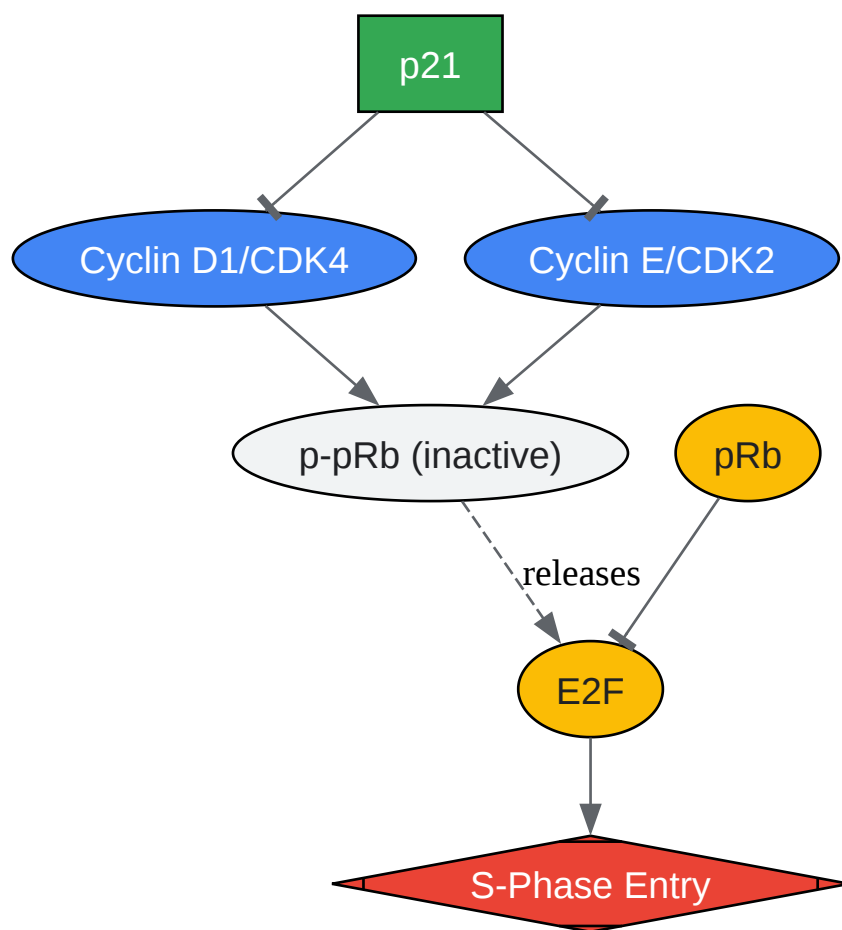 p21
Cyclin D1/CDK4
Cyclin E/CDK2
p-pRb (inactive)
pRb
releases
E2F
S-Phase Entry